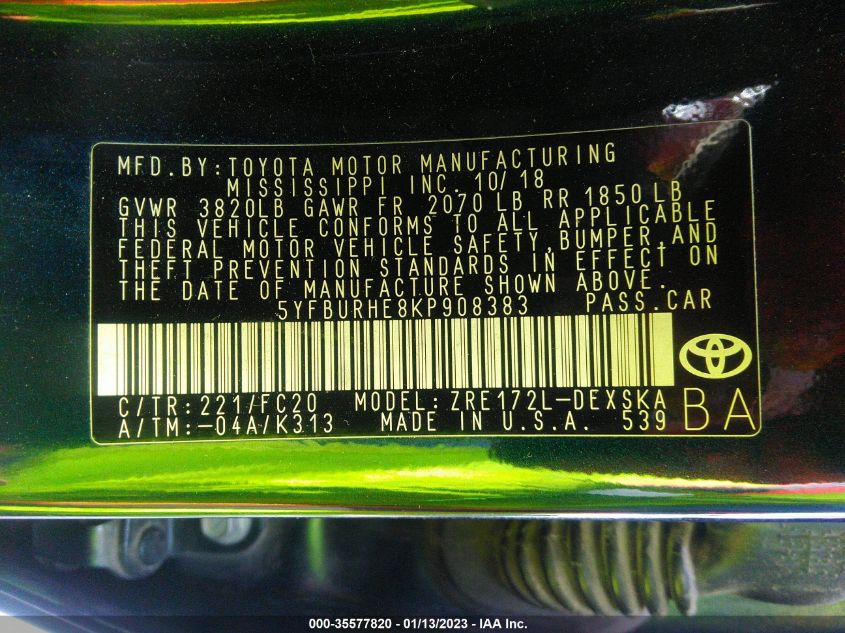 MFD.BY:TOYOTA MOTOR MANUFACTURING
MISSISSIPPI INC. 10/18
GVWR 3820LB GAWR FR 2070 LB RR 1850 LB
THIS VEHICLE CONFORMS TO ALL APPLICABLE
FEDERAL MOTOR VEHICLE SAFETY,BUMPER,AND
THEFT PREVENTION STANDARDS IN EFFECT ON
THE DATE OF MANUFACTURE SHOWN ABOVE.
5YFBURHE8KP908383 PASS.CAR
C/TR:221/FC20 MODEL:ZRE172L-DEXSKA
A/TM:-04A/K313 MADE IN U.S.A. 539
BA
000-35577820 - 01/13/2023 - IAA Inc.